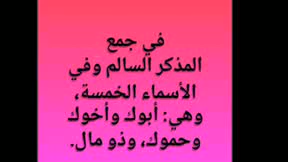 في جمع
المذكر السالم وفي
الأسماء الخمسة،
وهي: أبوك وأخوك
وحموك، وذو مال.